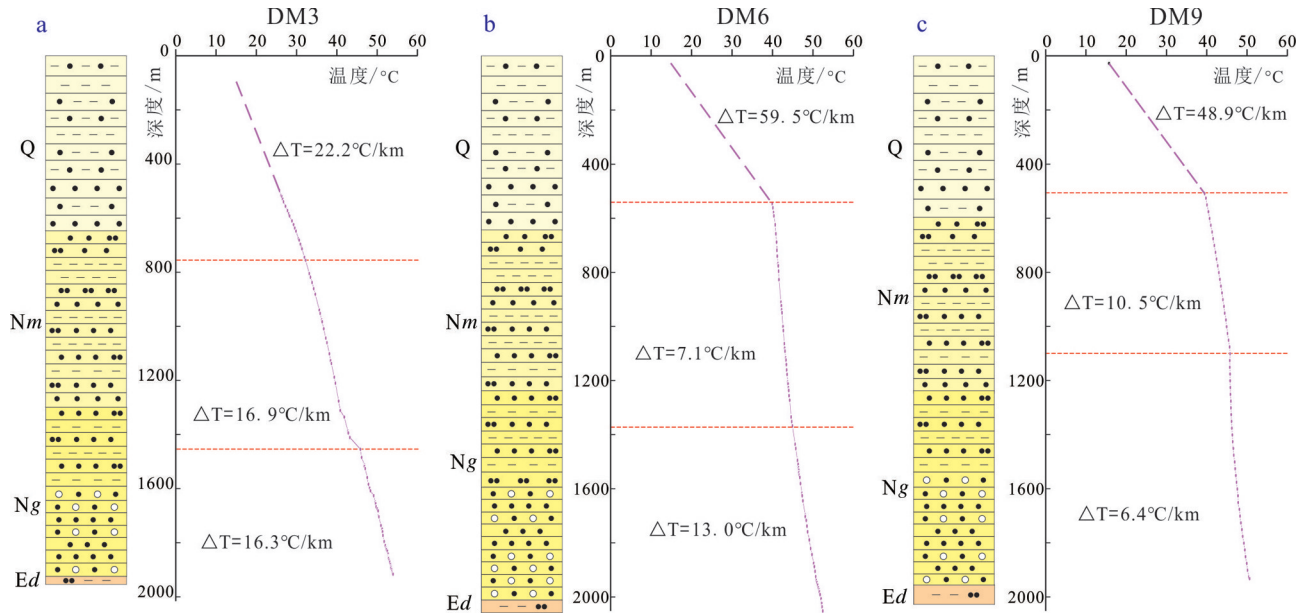 a
DM3
0 10 20 30 40 50 60
温度/°C
深度/m
0
400
800
1200
1600
2000
Q
Nm
Ng
Ed
△T=22.2°C/km
△T=16. 9°C/km
△T=16.3°C/km
b
DM6
0 10 20 30 40 50 60
温度/°C
深度/m
0
400
800
1200
1600
2000
Q
Nm
Ng
Ed
△T=59. 5°C/km
△T=7.1°C/km
△T=13. 0°C/km
c
DM9
0 10 20 30 40 50 60
温度/°C
深度/m
0
400
800
1200
1600
2000
Q
Nm
Ng
Ed
△T=48.9°C/km
△T=10. 5°C/km
△T=6.4°C/km